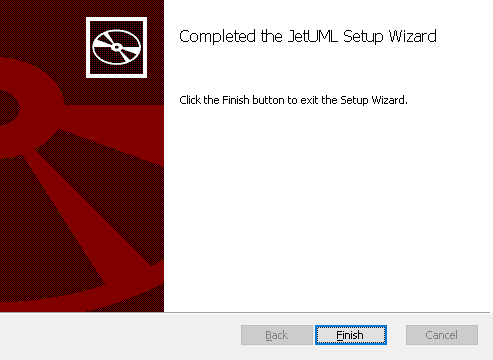 Completed the JetUML Setup Wizard
Click the Finish button to exit the Setup Wizard.
Back
Finish
Cancel